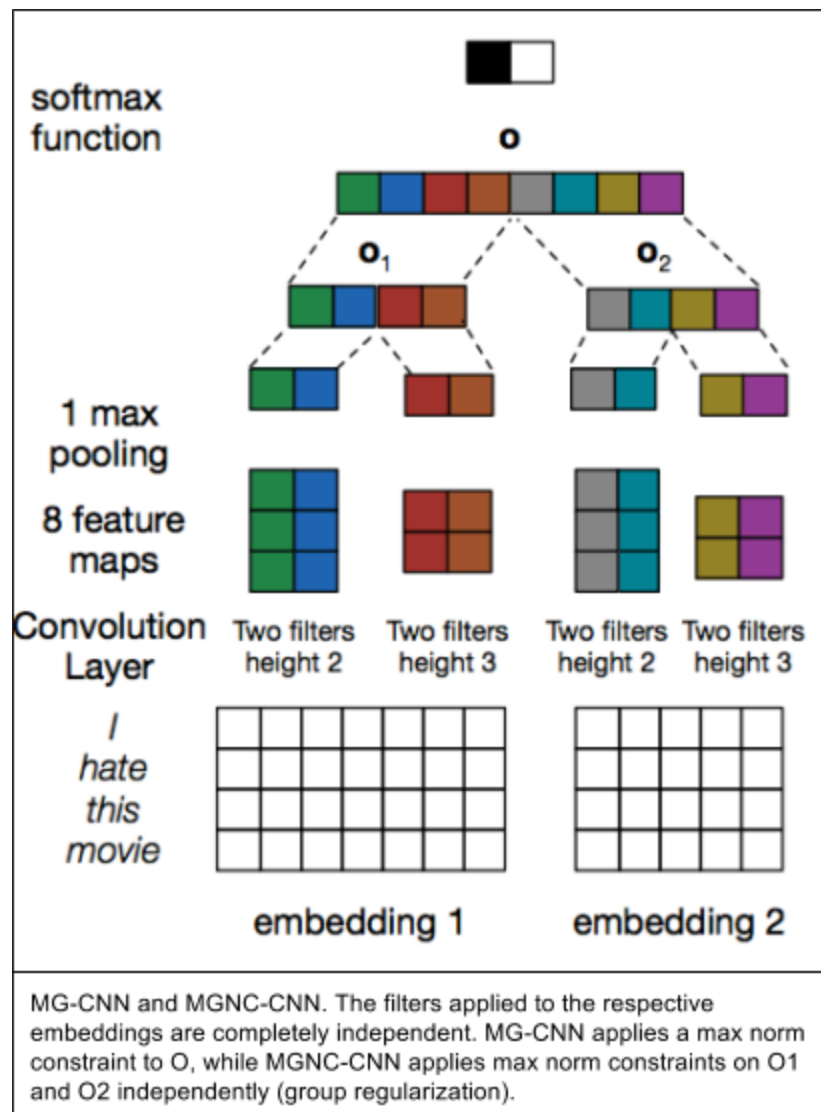 softmax
function
o
o1
o2
1 max
pooling
8 feature
maps
Convolution
Layer
Two filters
height 2
Two filters
height 3
Two filters
height 2
Two filters
height 3
I
hate
this
movie
embedding 1
embedding 2
MG-CNN and MGNC-CNN. The filters applied to the respective
embeddings are completely independent. MG-CNN applies a max norm
constraint to O, while MGNC-CNN applies max norm constraints on O1
and O2 independently (group regularization).